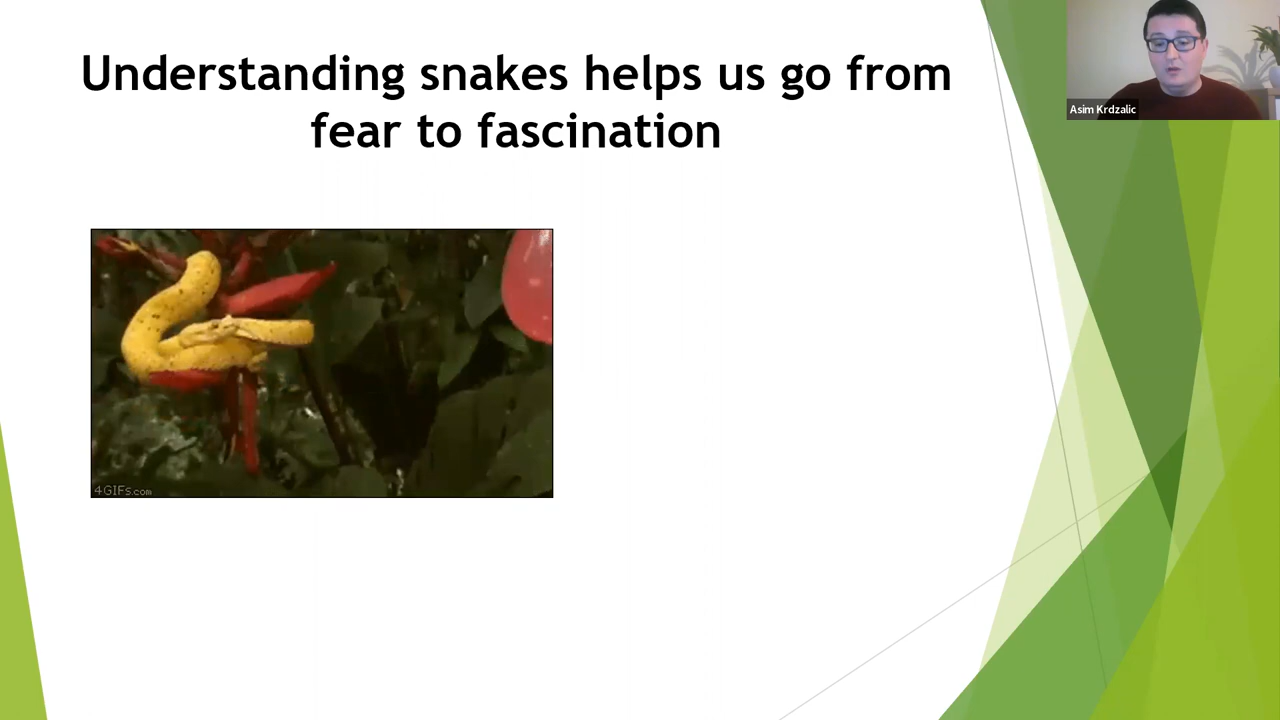 Understanding snakes helps us go from
fear to fascination
Asim Krdzalic
4GIFs.com